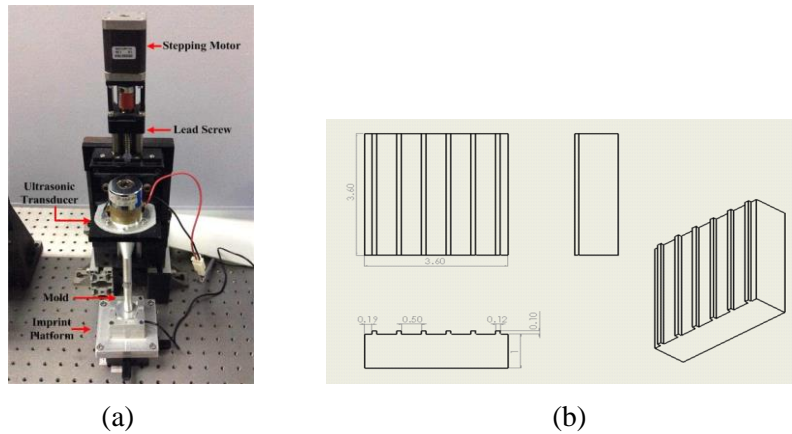 Stepping Motor
Lead Screw
Ultrasonic
Transducer
Mold
Imprint
Platform
3.60
3.60
0.19
0.50
0.12
0.10
1
(a)
(b)